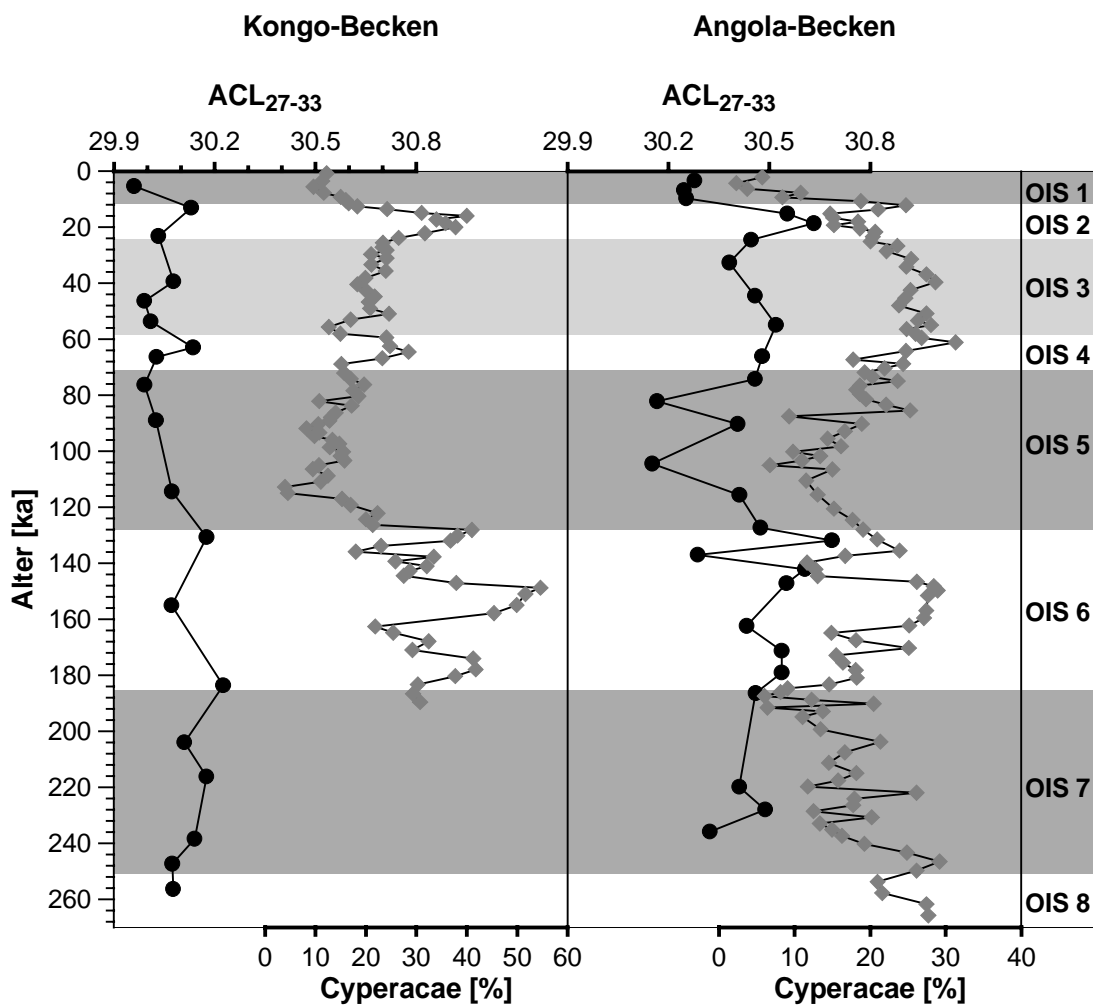 Kongo-Becken Angola-Becken
ACL27-33 ACL27-33
29.9 30.2 30.5 30.8 29.9 30.2 30.5 30.8
Alter [ka]
0
20
40
60
80
100
120
140
160
180
200
220
240
260
OIS 1
OIS 2
OIS 3
OIS 4
OIS 5
OIS 6
OIS 7
OIS 8
0 10 20 30 40 50 60 0 10 20 30 40
Cyperacae [%] Cyperacae [%]